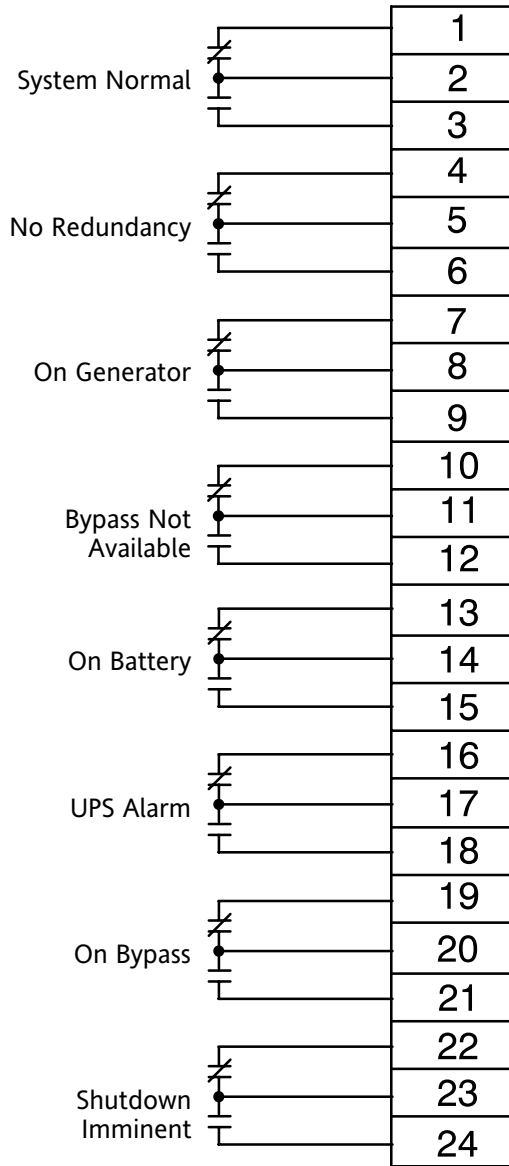 1
System Normal 2
3
4
No Redundancy 5
6
7
On Generator 8
9
10
Bypass Not
Available
11
12
13
On Battery 14
15
16
UPS Alarm 17
18
19
On Bypass 20
21
22
Shutdown
Imminent
23
24